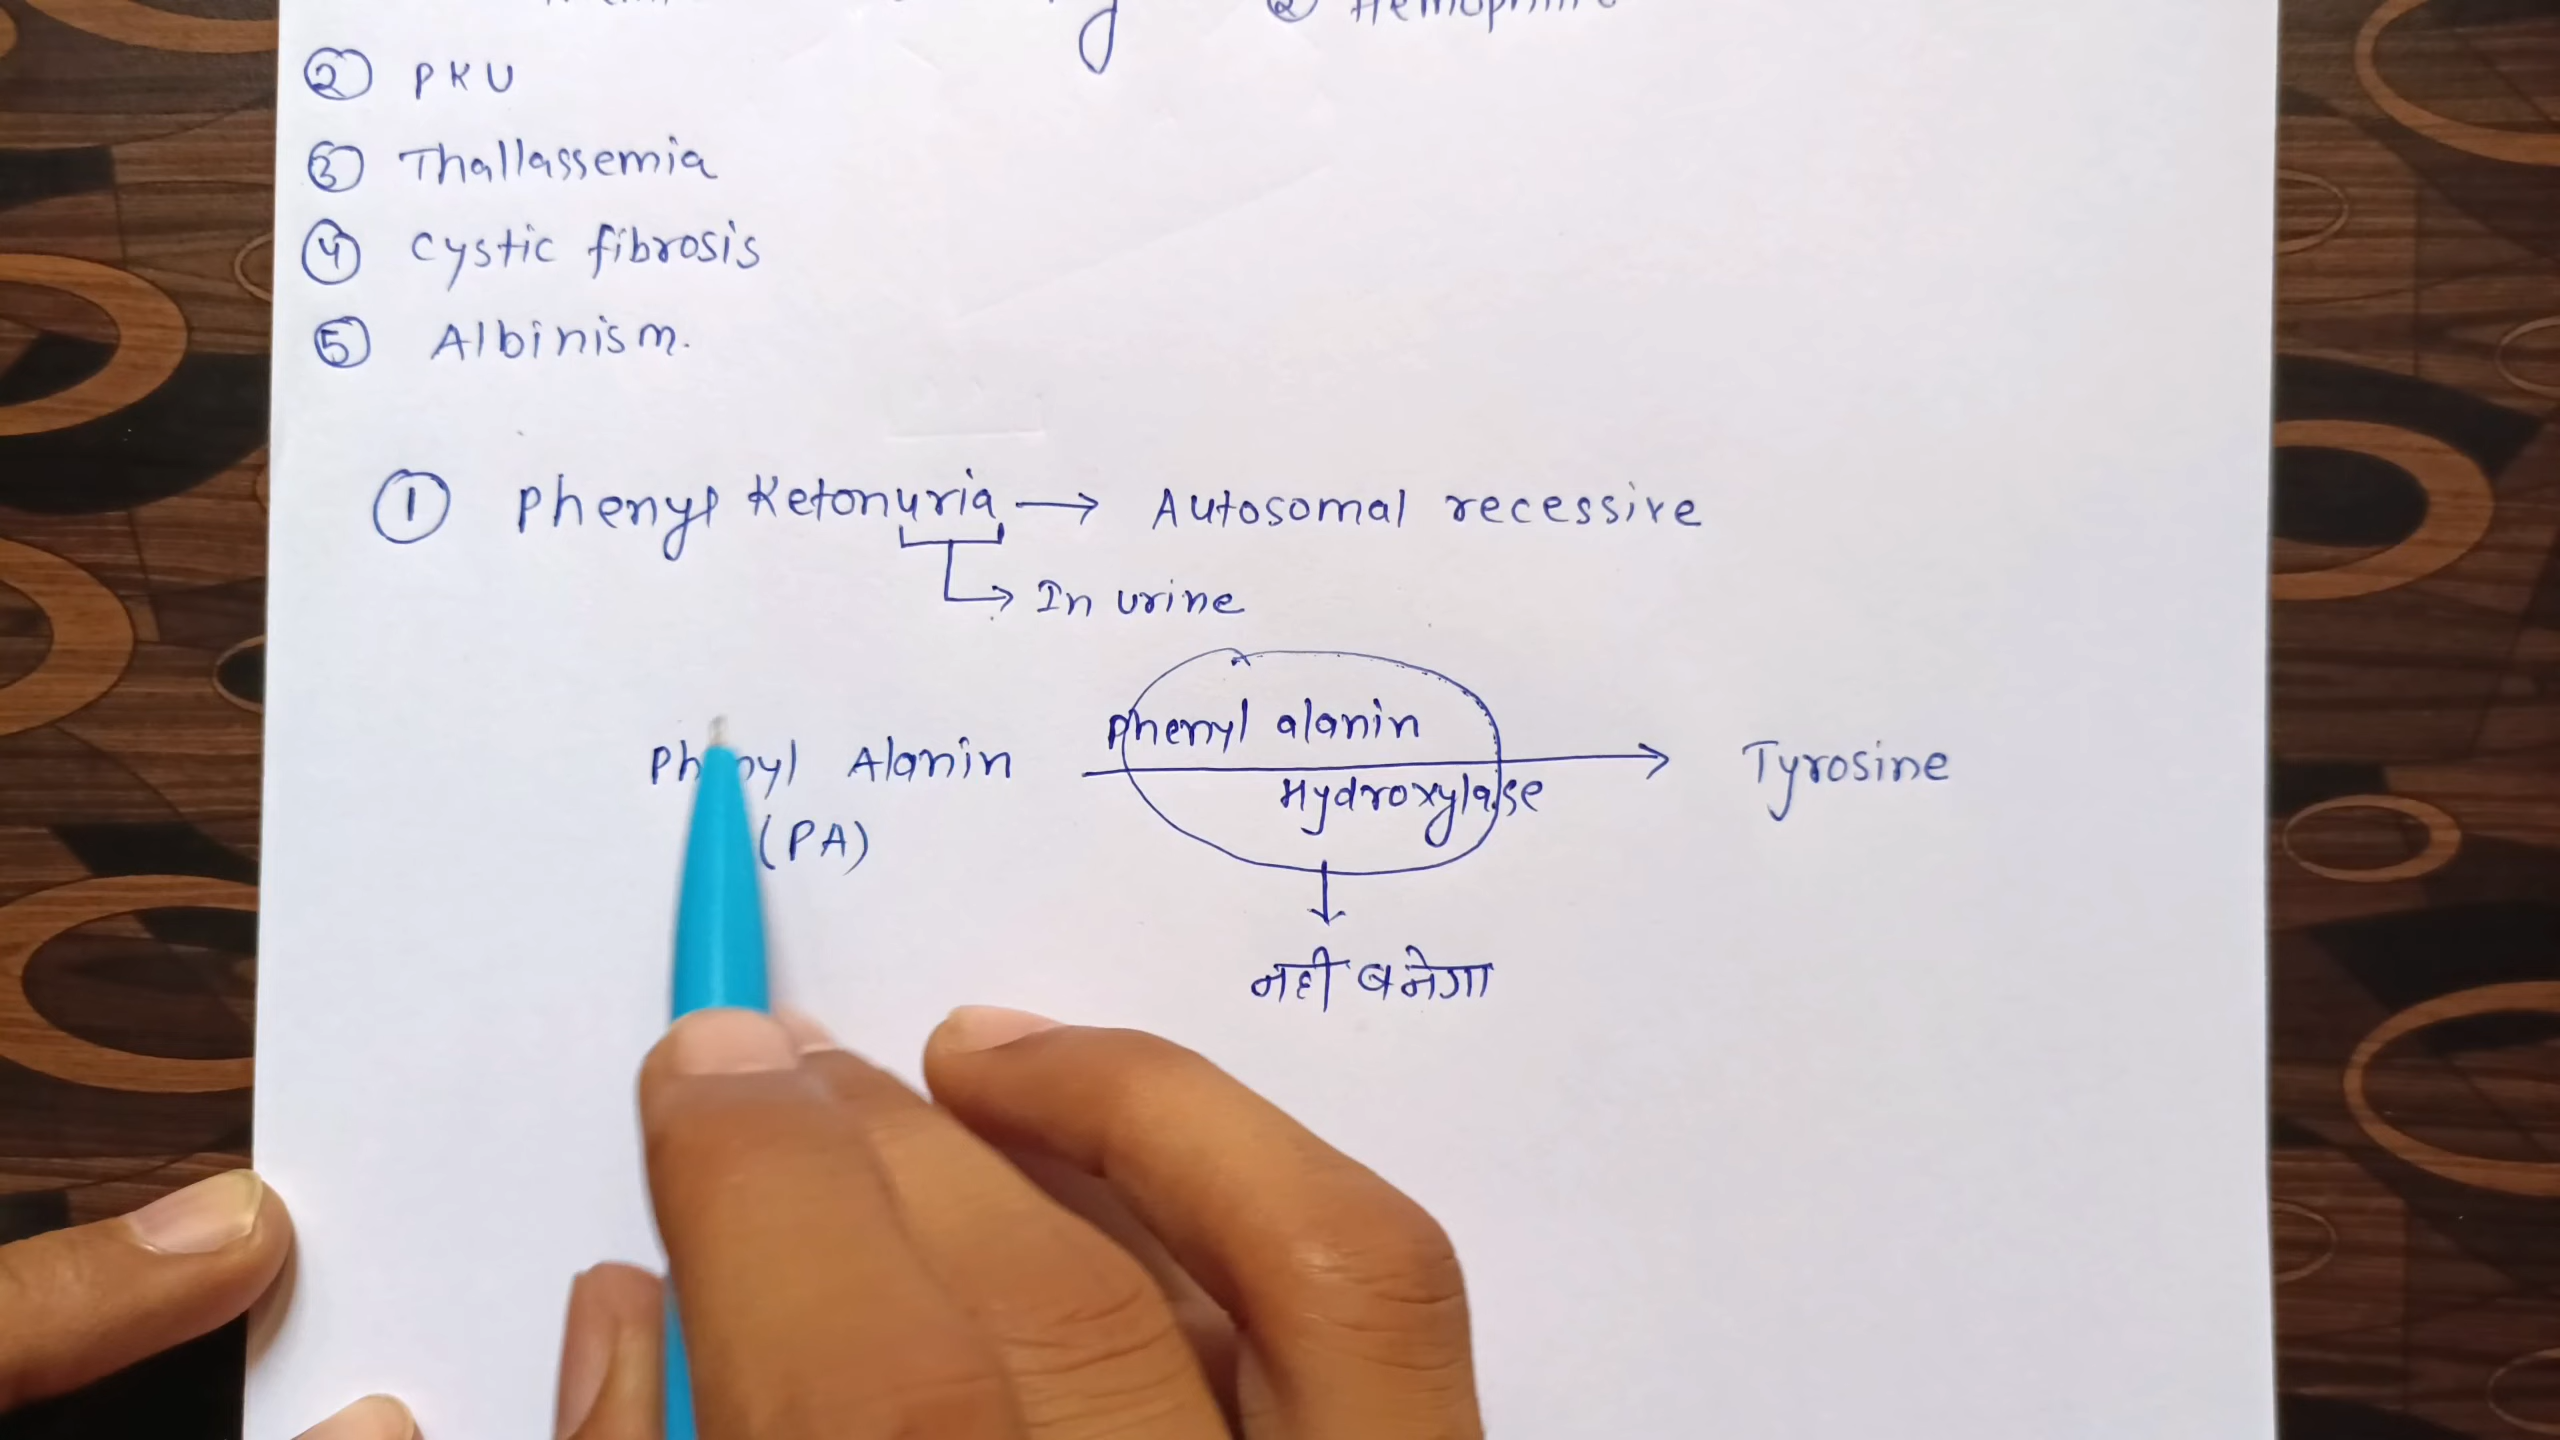 ② PKU
③ Thallassemia
④ Cystic fibrosis
⑤ Albinism.
① Phenyl Ketonuria → Autosomal recessive
→ In urine
Phenyl Alanin phenyl alanin → Tyrosine
Hydroxylase
(PA)
नही बनेगा